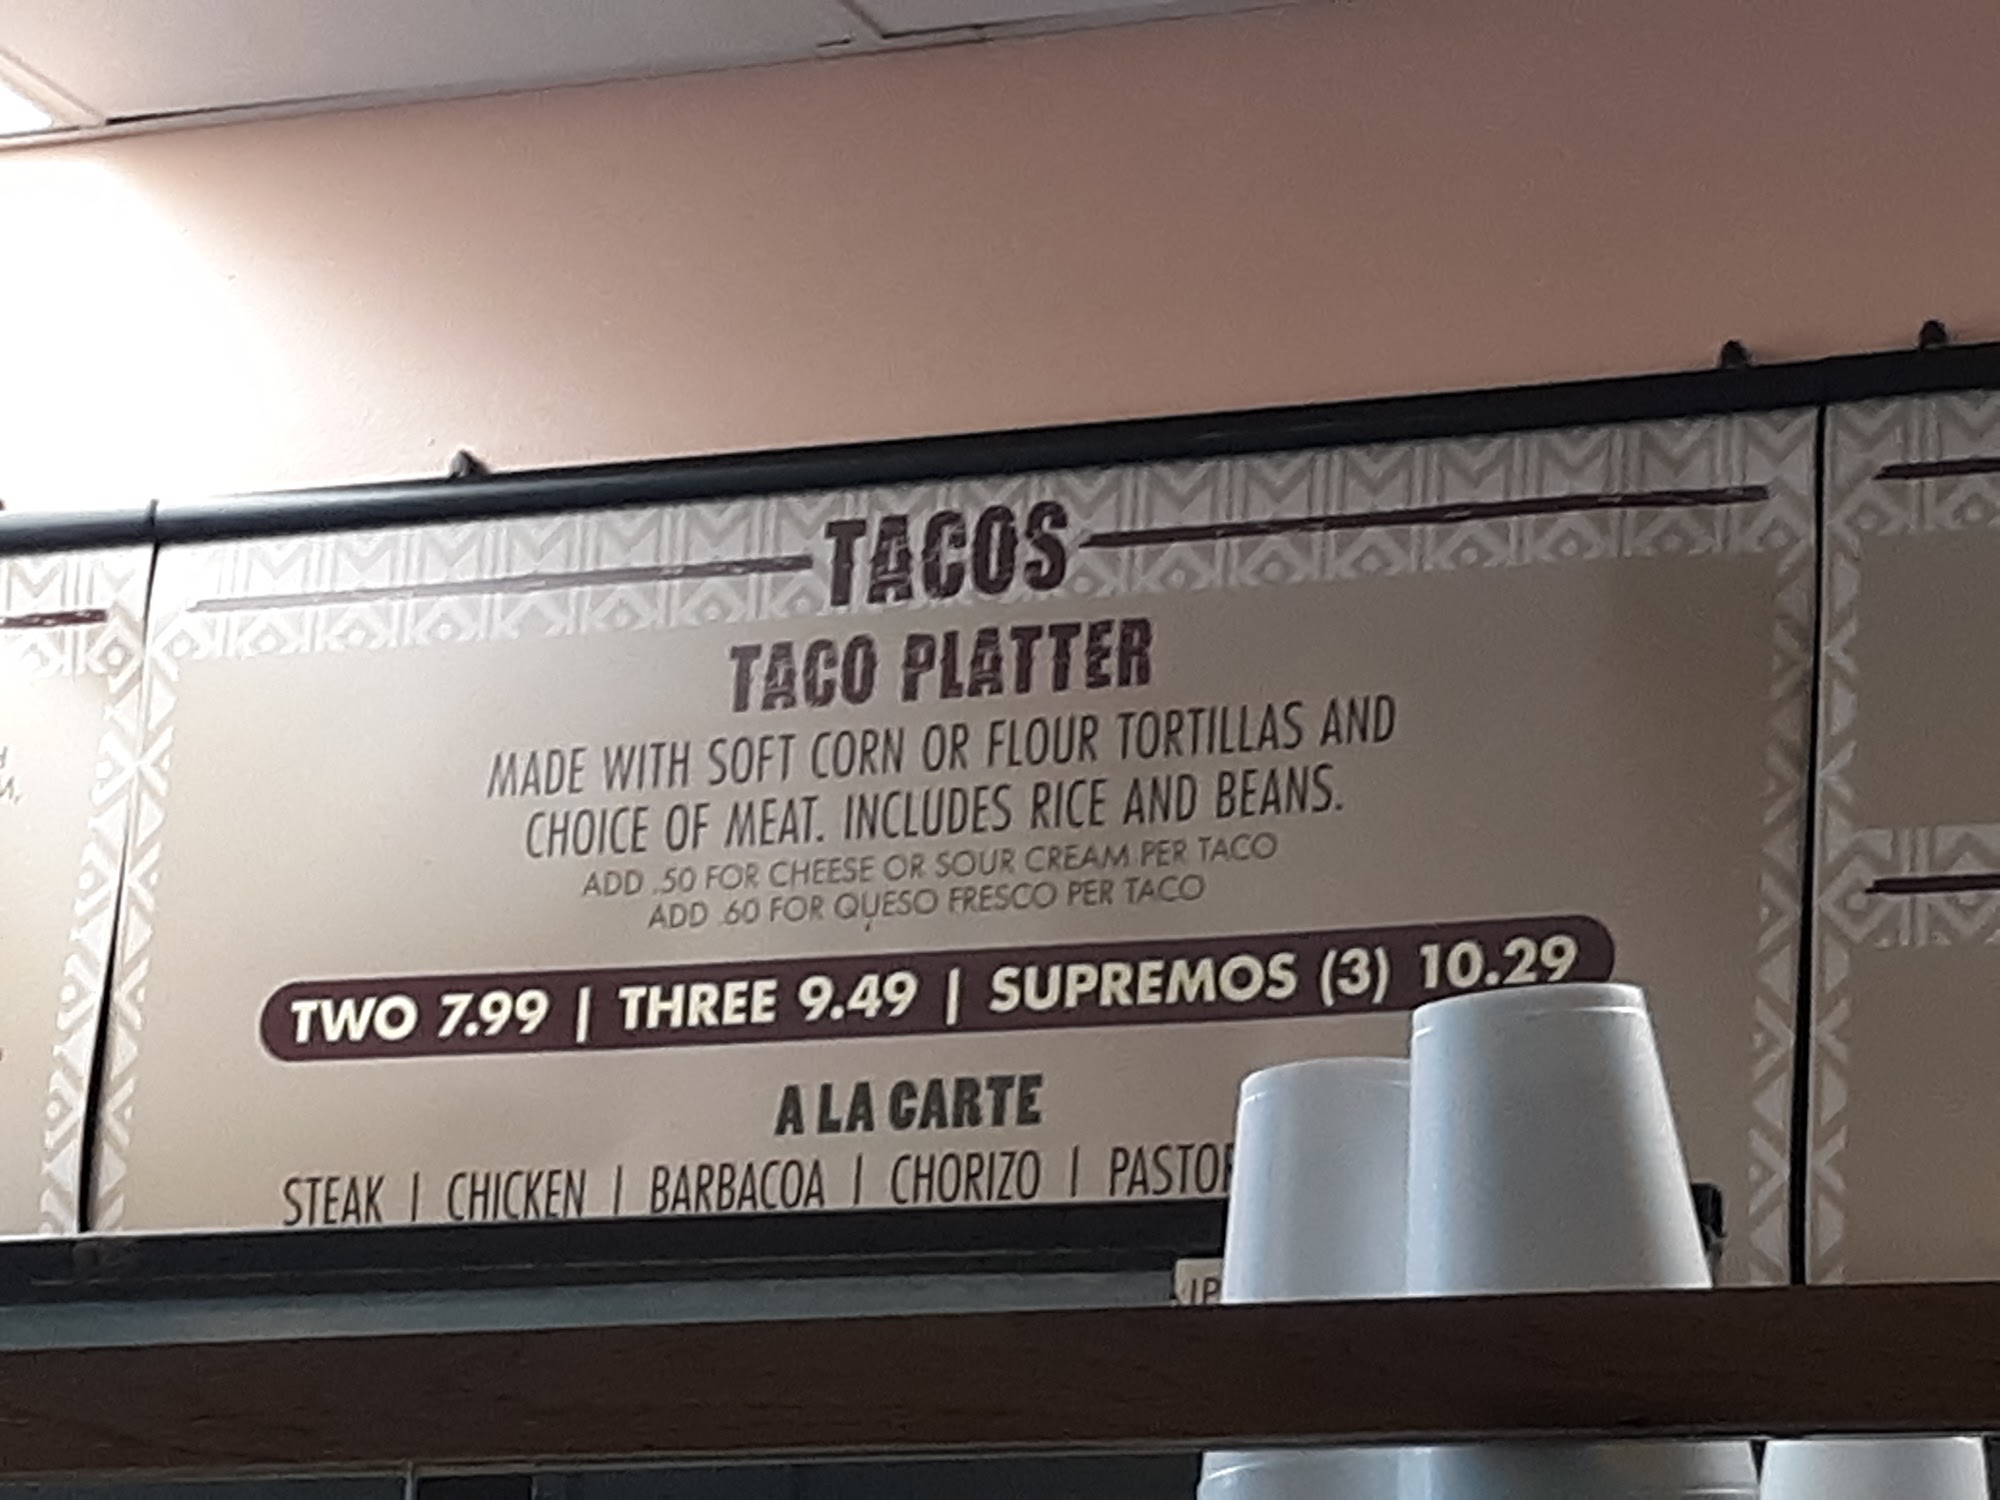 TACOS
TACO PLATTER
MADE WITH SOFT CORN OR FLOUR TORTILLAS AND
CHOICE OF MEAT. INCLUDES RICE AND BEANS.
ADD .50 FOR CHEESE OR SOUR CREAM PER TACO
ADD .60 FOR QUESO FRESCO PER TACO
TWO 7.99 | THREE 9.49 | SUPREMOS (3) 10.29
A LA CARTE
STEAK | CHICKEN | BARBACOA | CHORIZO | PASTOR